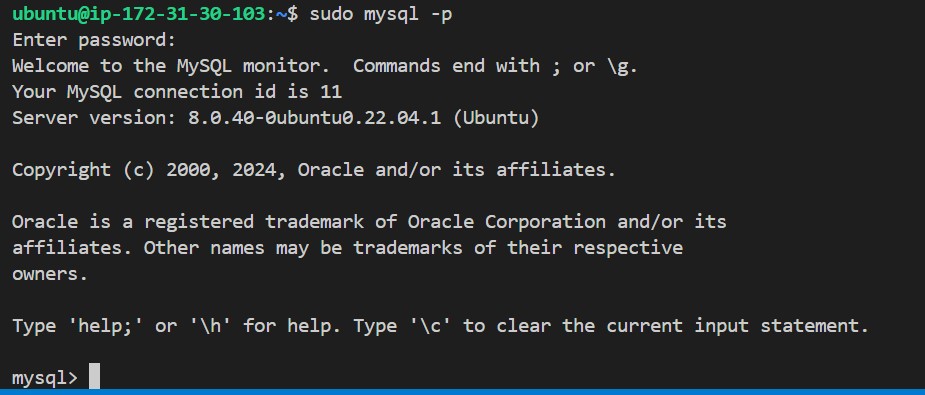 ubuntu@ip-172-31-30-103:~$ sudo mysql -p
Enter password:
Welcome to the MySQL monitor.  Commands end with ; or \g.
Your MySQL connection id is 11
Server version: 8.0.40-0ubuntu0.22.04.1 (Ubuntu)
Copyright (c) 2000, 2024, Oracle and/or its affiliates.
Oracle is a registered trademark of Oracle Corporation and/or its
affiliates. Other names may be trademarks of their respective
owners.
Type 'help;' or '\h' for help. Type '\c' to clear the current input statement.
mysql>